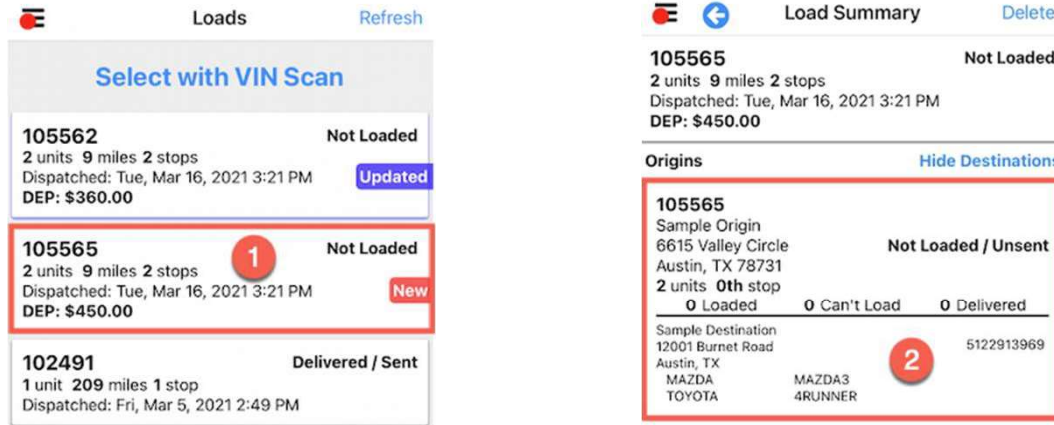 Loads Refresh
Select with VIN Scan
105562 Not Loaded
2 units 9 miles 2 stops
Dispatched: Tue, Mar 16, 2021 3:21 PM Updated
DEP: $360.00
105565 Not Loaded
1
2 units 9 miles 2 stops
Dispatched: Tue, Mar 16, 2021 3:21 PM New
DEP: $450.00
102491 Delivered / Sent
1 unit 209 miles 1 stop
Dispatched: Fri, Mar 5, 2021 2:49 PM
Load Summary Delete
105565 Not Loaded
2 units 9 miles 2 stops
Dispatched: Tue, Mar 16, 2021 3:21 PM
DEP: $450.00
Origins Hide Destinations
105565
Sample Origin
6615 Valley Circle Not Loaded / Unsent
Austin, TX 78731
2 units 0th stop
0 Loaded 0 Can't Load 0 Delivered
Sample Destination
12001 Burnet Road 5122913969
Austin, TX
2
MAZDA MAZDA3
TOYOTA 4RUNNER